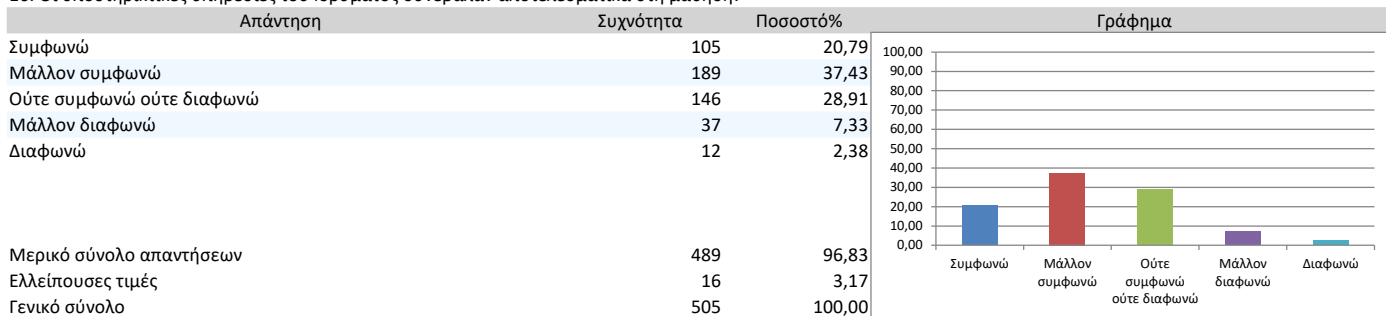 Απάντηση Συχνότητα Ποσοστό% Γράφημα
Συμφωνώ 105 20,79
Μάλλον συμφωνώ 189 37,43
Ούτε συμφωνώ ούτε διαφωνώ 146 28,91
Μάλλον διαφωνώ 37 7,33
Διαφωνώ 12 2,38
Μερικό σύνολο απαντήσεων 489 96,83
Ελλείπουσες τιμές 16 3,17
Γενικό σύνολο 505 100,00
100,00
90,00
80,00
70,00
60,00
50,00
40,00
30,00
20,00
10,00
0,00
Συμφωνώ Μάλλον Ούτε Μάλλον Διαφωνώ
συμφωνώ συμφωνώ διαφωνώ
ούτε διαφωνώ